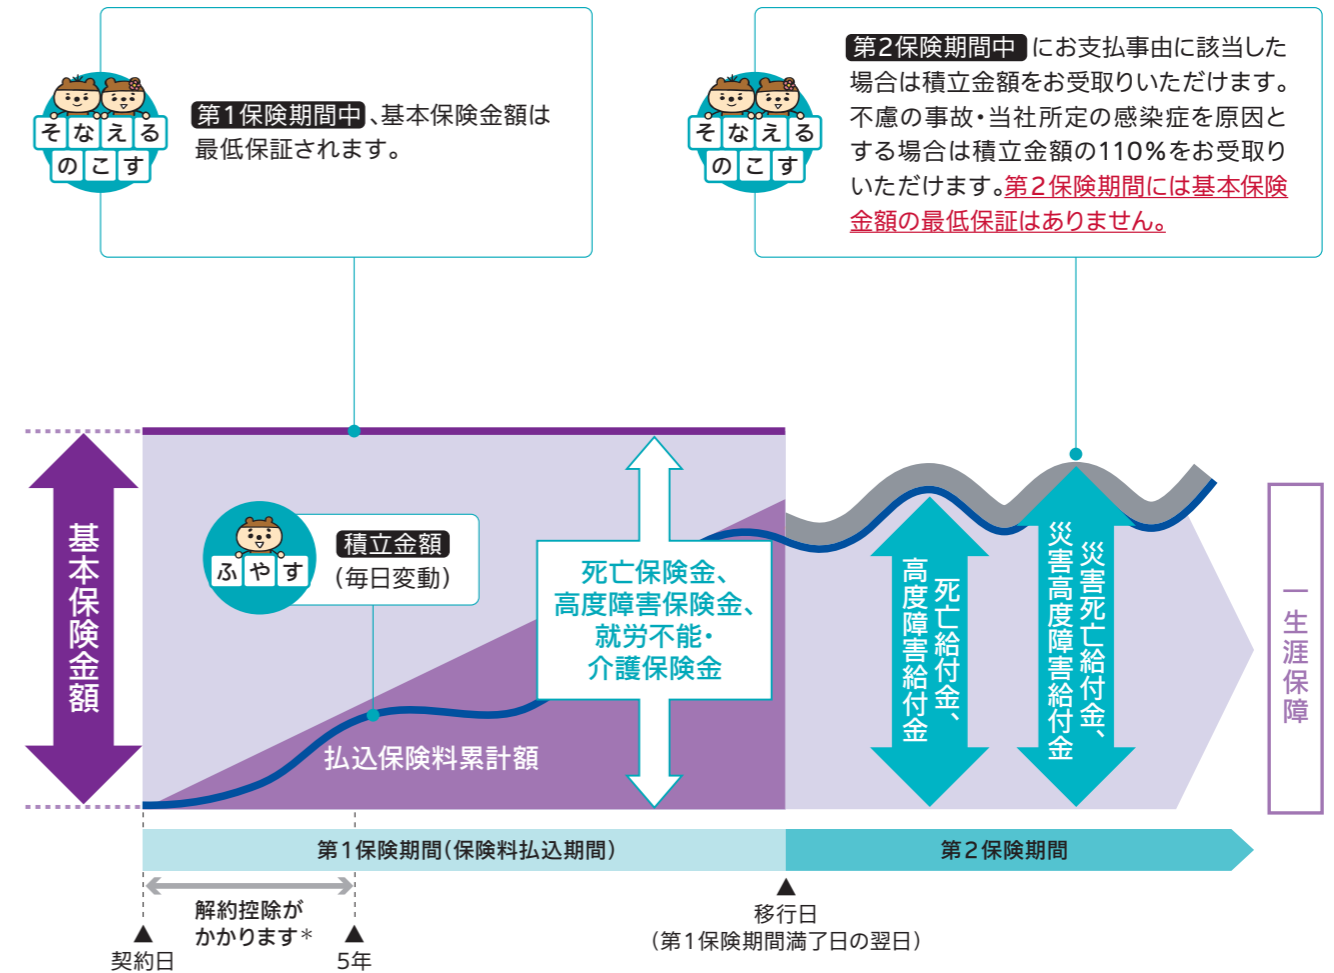 そなえる
のこす
第1保険期間中、基本保険金額は
最低保証されます。
そなえる
のこす
第2保険期間中にお支払事由に該当した
場合は積立金額をお受取りいただけます。
不慮の事故・当社所定の感染症を原因と
する場合は積立金額の110％をお受取り
いただけます。第2保険期間には基本保険
金額の最低保証はありません。
基本保険金額
ふやす
積立金額
(毎日変動)
払込保険料累計額
死亡保険金、
高度障害保険金、
就労不能・
介護保険金
死亡給付金、
高度障害給付金
災害死亡給付金、
災害高度障害給付金
一生涯保障
第1保険期間(保険料払込期間)
第2保険期間
解約控除が
かかります＊
▲
契約日
▲
5年
▲
移行日
(第1保険期間満了日の翌日)